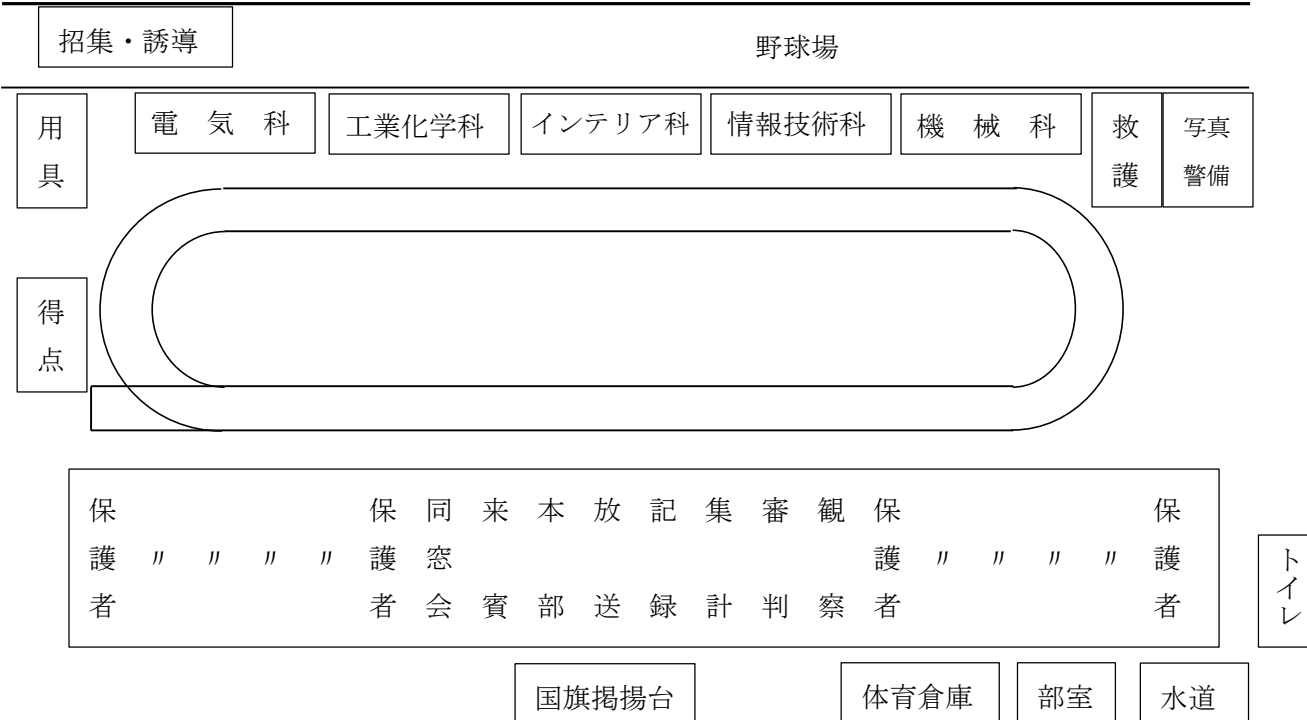 招集・誘導
野球場
用具
電気科
工業化学科
インテリア科
情報技術科
機械科
救護
写真
警備
得点
保護者
〃
〃
〃
〃
保護者
同窓会
来賓
本部
放送
記録
集計
審判
観察
保護者
〃
〃
〃
〃
保護者
トイレ
国旗掲揚台
体育倉庫
部室
水道